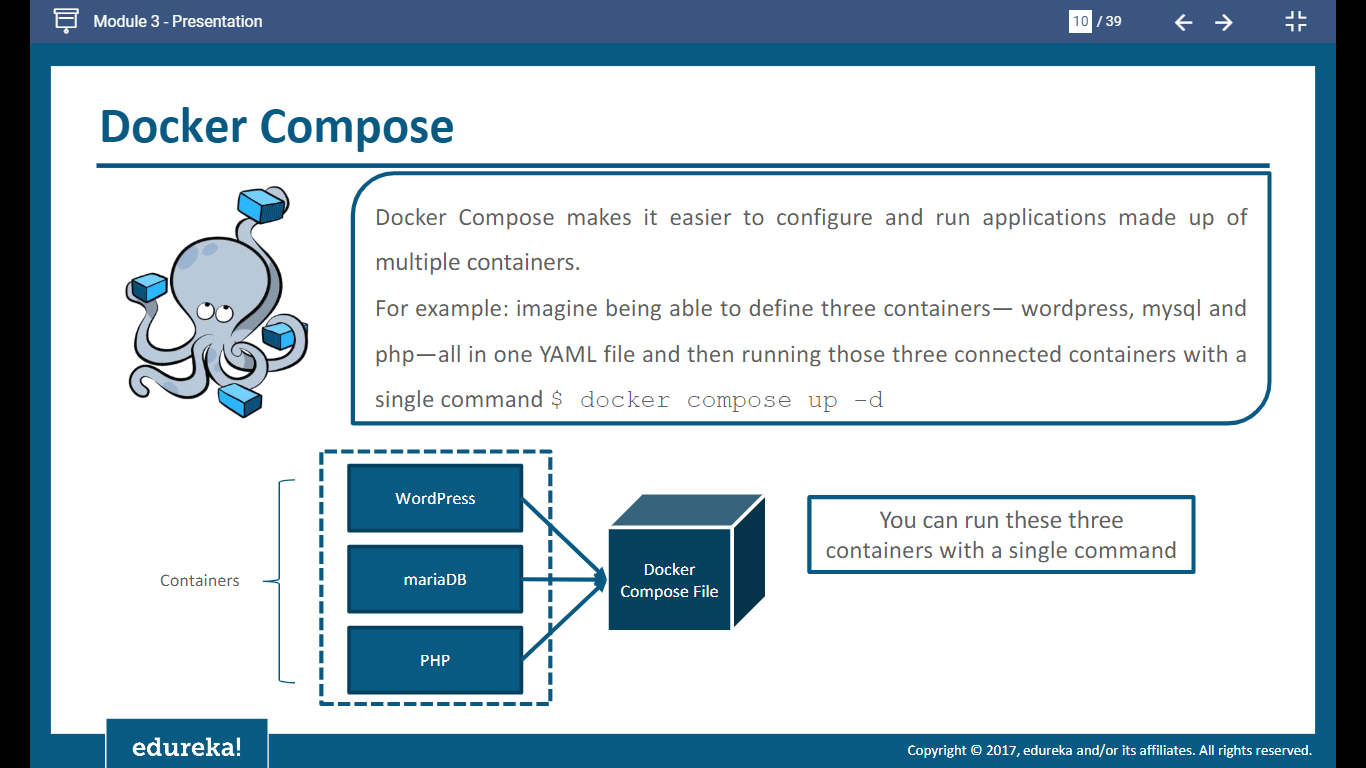 Module 3 - Presentation
10 / 39
Docker Compose
Docker Compose makes it easier to configure and run applications made up of
multiple containers.
For example: imagine being able to define three containers— wordpress, mysql and
php—all in one YAML file and then running those three connected containers with a
single command $ docker compose up -d
WordPress
mariaDB
PHP
Containers
Docker
Compose File
You can run these three
containers with a single command
edureka!
Copyright © 2017, edureka and/or its affiliates. All rights reserved.